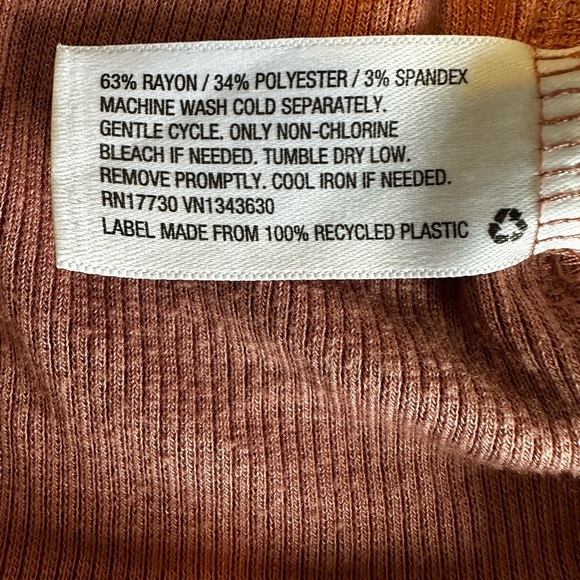 63% RAYON / 34% POLYESTER / 3% SPANDEX
MACHINE WASH COLD SEPARATELY.
GENTLE CYCLE. ONLY NON-CHLORINE
BLEACH IF NEEDED. TUMBLE DRY LOW.
REMOVE PROMPTLY. COOL IRON IF NEEDED.
RN17730 VN1343630
LABEL MADE FROM 100% RECYCLED PLASTIC